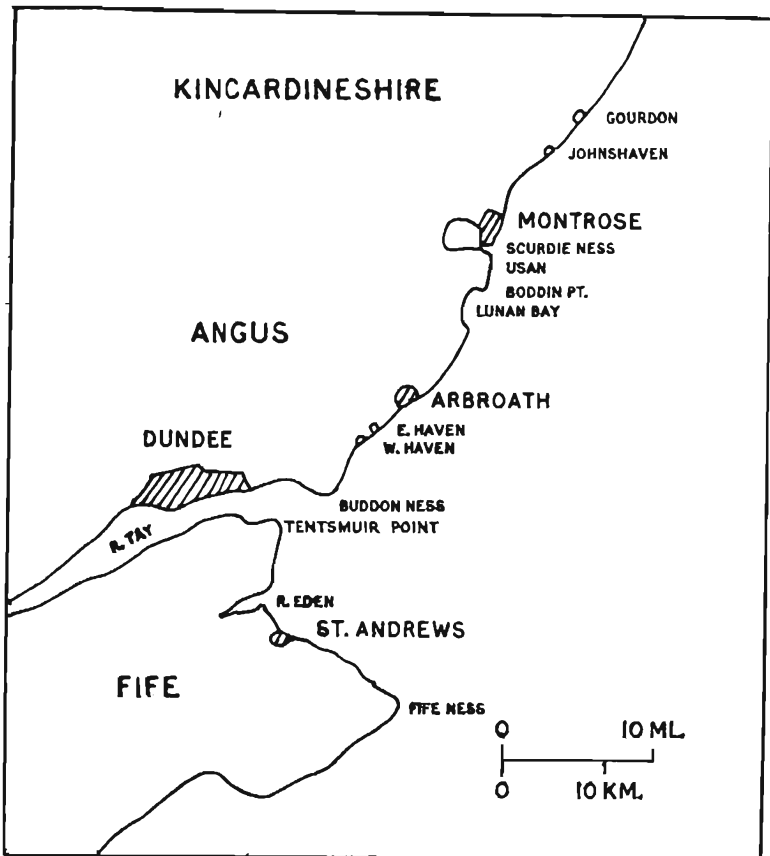 KINCARDINESHIRE
GOURDON
JOHNSHAVEN
MONTROSE
SCURDIE NESS
USAN
BODDIN PT.
LUNAN BAY
ANGUS
ARBROATH
E. HAVEN
W. HAVEN
DUNDEE
BUDDON NESS
TENTSMUIR POINT
R. TAY
R. EDEN
ST. ANDREWS
FIFE
FIFE NESS
0 10 ML.
0 10 KM.